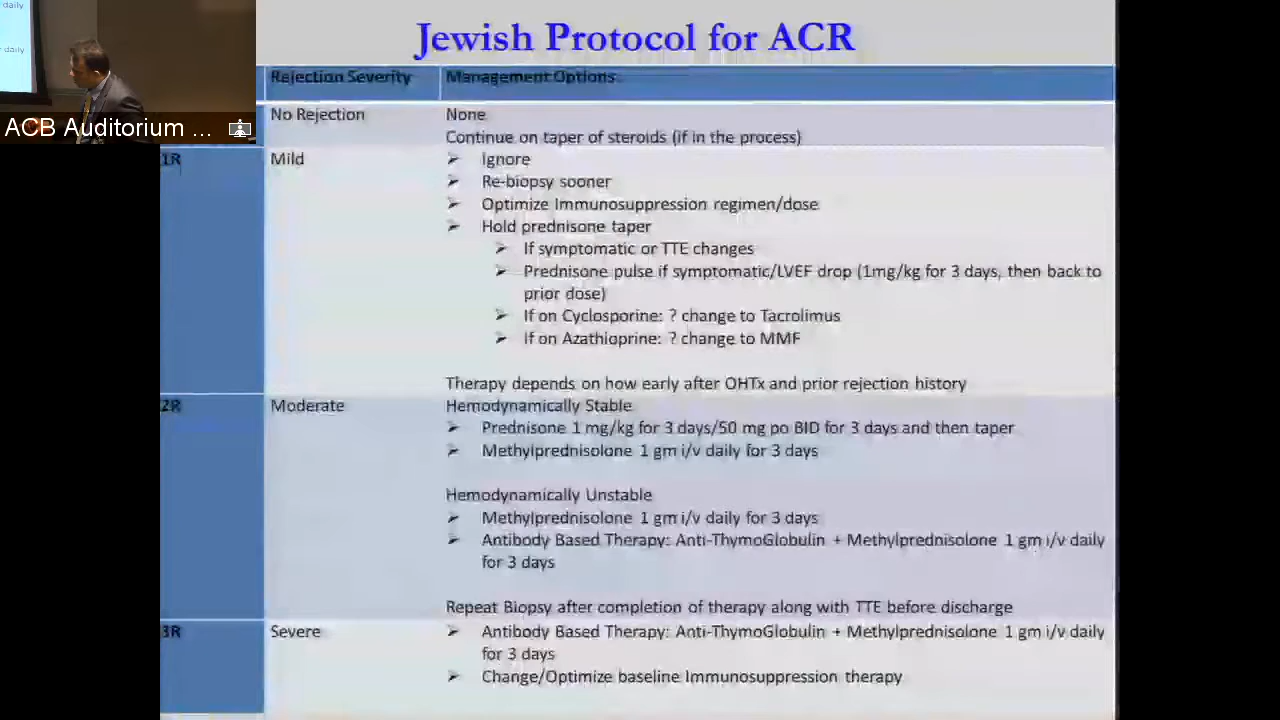 daily
daily
ACB Auditorium ...
Jewish Protocol for ACR
Rejection Severity Management Options
No Rejection None
Continue on taper of steroids (if in the process)
1R Mild ➢ Ignore
➢ Re-biopsy sooner
➢ Optimize Immunosuppression regimen/dose
➢ Hold prednisone taper
➢ If symptomatic or TTE changes
➢ Prednisone pulse if symptomatic/LVEF drop (1mg/kg for 3 days, then back to
prior dose)
➢ If on Cyclosporine: ? change to Tacrolimus
➢ If on Azathioprine: ? change to MMF
Therapy depends on how early after OHTx and prior rejection history
2R Moderate Hemodynamically Stable
➢ Prednisone 1 mg/kg for 3 days/50 mg po BID for 3 days and then taper
➢ Methylprednisolone 1 gm i/v daily for 3 days
Hemodynamically Unstable
➢ Methylprednisolone 1 gm i/v daily for 3 days
➢ Antibody Based Therapy: Anti-ThymoGlobulin + Methylprednisolone 1 gm i/v daily
for 3 days
Repeat Biopsy after completion of therapy along with TTE before discharge
3R Severe ➢ Antibody Based Therapy: Anti-ThymoGlobulin + Methylprednisolone 1 gm i/v daily
for 3 days
➢ Change/Optimize baseline Immunosuppression therapy